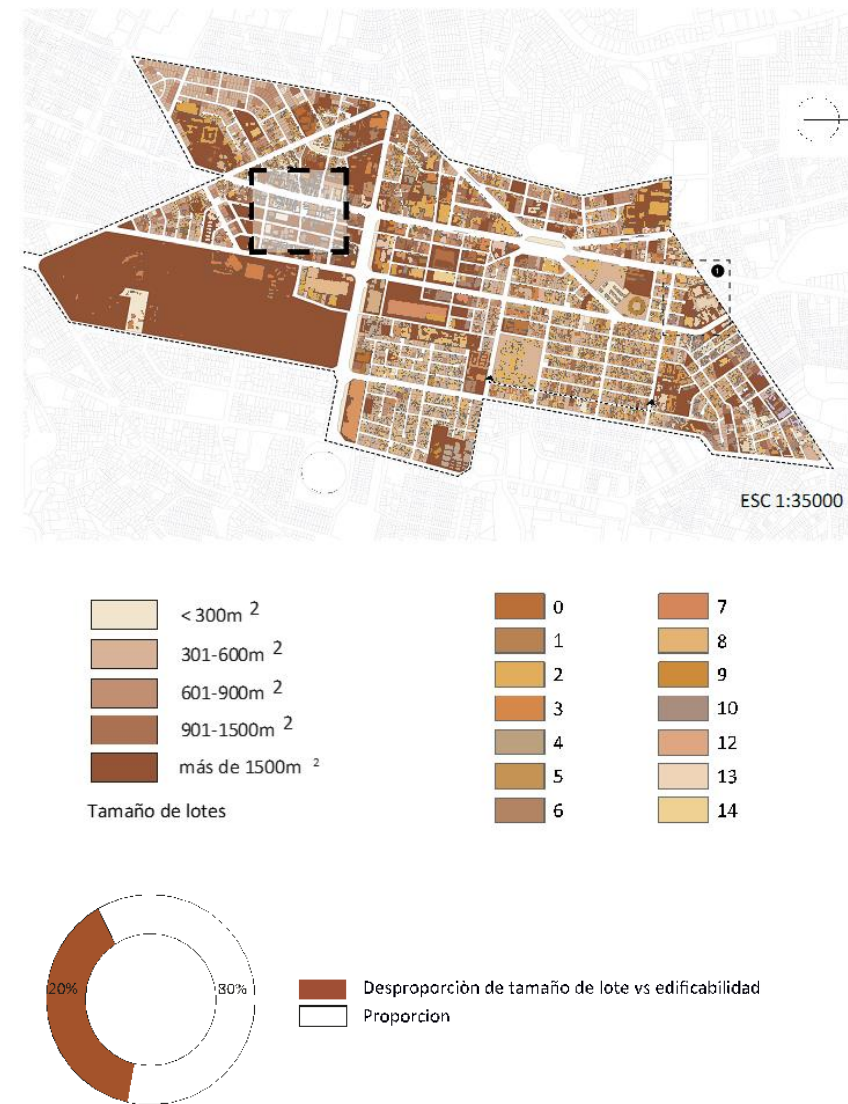 1
ESC 1:35000
< 300m 2
301-600m 2
601-900m 2
901-1500m 2
más de 1500m 2
Tamaño de lotes
0
1
2
3
4
5
6
7
8
9
10
12
13
14
20%
80%
Desproporciòn de tamaño de lote vs edificabilidad
Proporcion